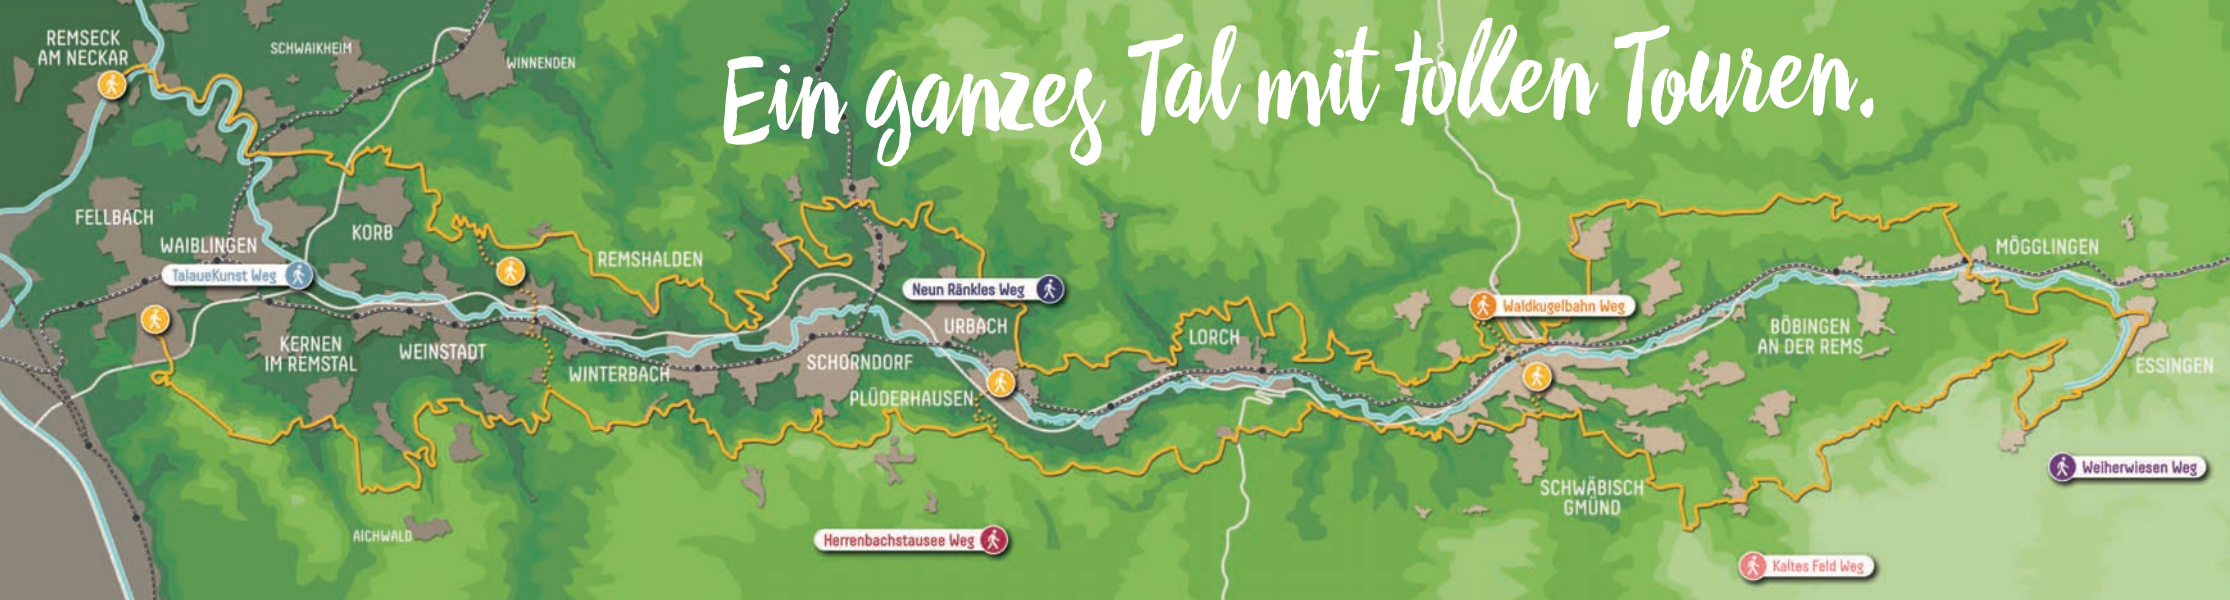 Ein ganzes Tal mit tollen Touren.
REMSECK
AM NECKAR
SCHWAIKHEIM
WINNENDEN
FELLBACH
WAIBLINGEN
KORB
TalaueKunst Weg
REMSHALDEN
Neun Ränkles Weg
URBACH
LORCH
Waldkugelbahn Weg
MÖGGLINGEN
BÖBINGEN
AN DER REMS
ESSINGEN
KERNEN
IM REMSTAL
WEINSTADT
WINTERBACH
SCHORNDORF
PLÜDERHAUSEN
SCHWÄBISCH
GMÜND
Weiherwiesen Weg
AICHWALD
Herrenbachstausee Weg
Kaltes Feld Weg